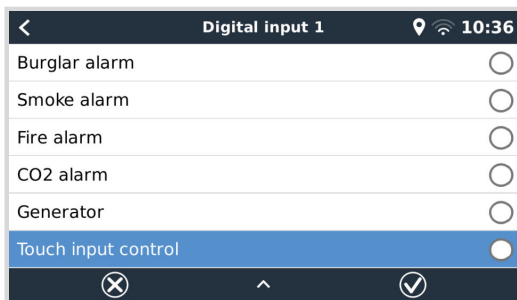 Digital input 1 10:36
Burglar alarm
Smoke alarm
Fire alarm
CO2 alarm
Generator
Touch input control